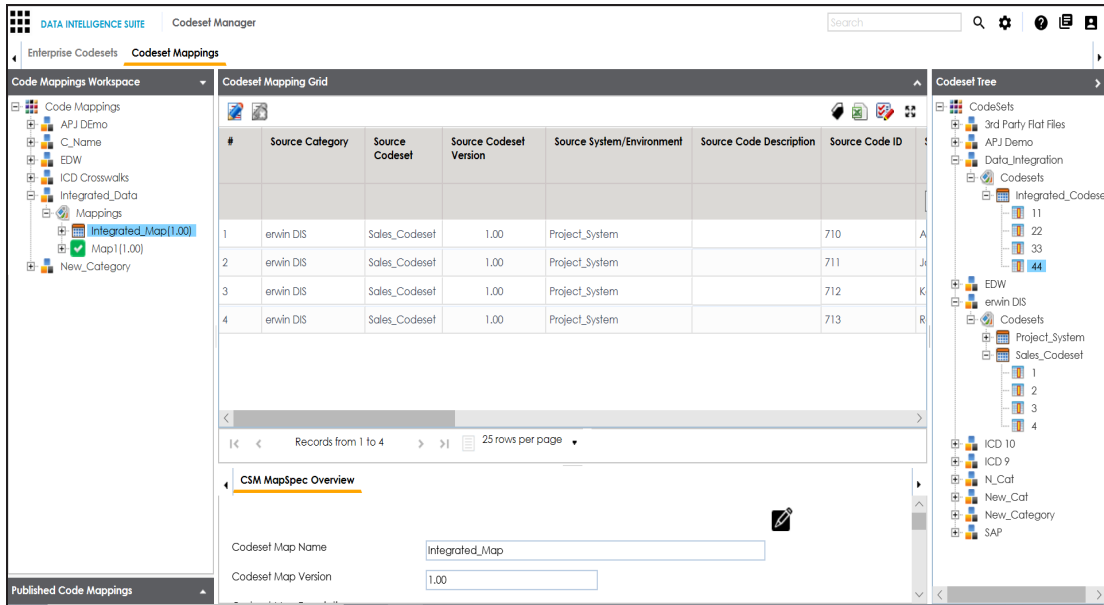 DATA INTELLIGENCE SUITE Codeset Manager Search
Enterprise Codesets Codeset Mappings
Code Mappings Workspace
Code Mappings
APJ DEmo
C_Name
EDW
ICD Crosswalks
Integrated_Data
Mappings
Integrated_Map(1.00)
Map1(1.00)
New_Category
Published Code Mappings
Codeset Mapping Grid
# Source Category Source Codeset Source Codeset Version Source System/Environment Source Code Description Source Code ID
1 erwin DIS Sales_Codeset 1.00 Project_System 710 A
2 erwin DIS Sales_Codeset 1.00 Project_System 711
3 erwin DIS Sales_Codeset 1.00 Project_System 712 K
4 erwin DIS Sales_Codeset 1.00 Project_System 713 R
Records from 1 to 4 25 rows per page
CSM MapSpec Overview
Codeset Map Name Integrated_Map
Codeset Map Version 1.00
Codeset Tree
CodeSets
3rd Party Flat Files
APJ Demo
Data_Integration
Codesets
Integrated_Codese
11
22
33
44
EDW
erwin DIS
Codesets
Project_System
Sales_Codeset
1
2
3
4
ICD 10
ICD 9
N_Cat
New_Cat
New_Category
SAP